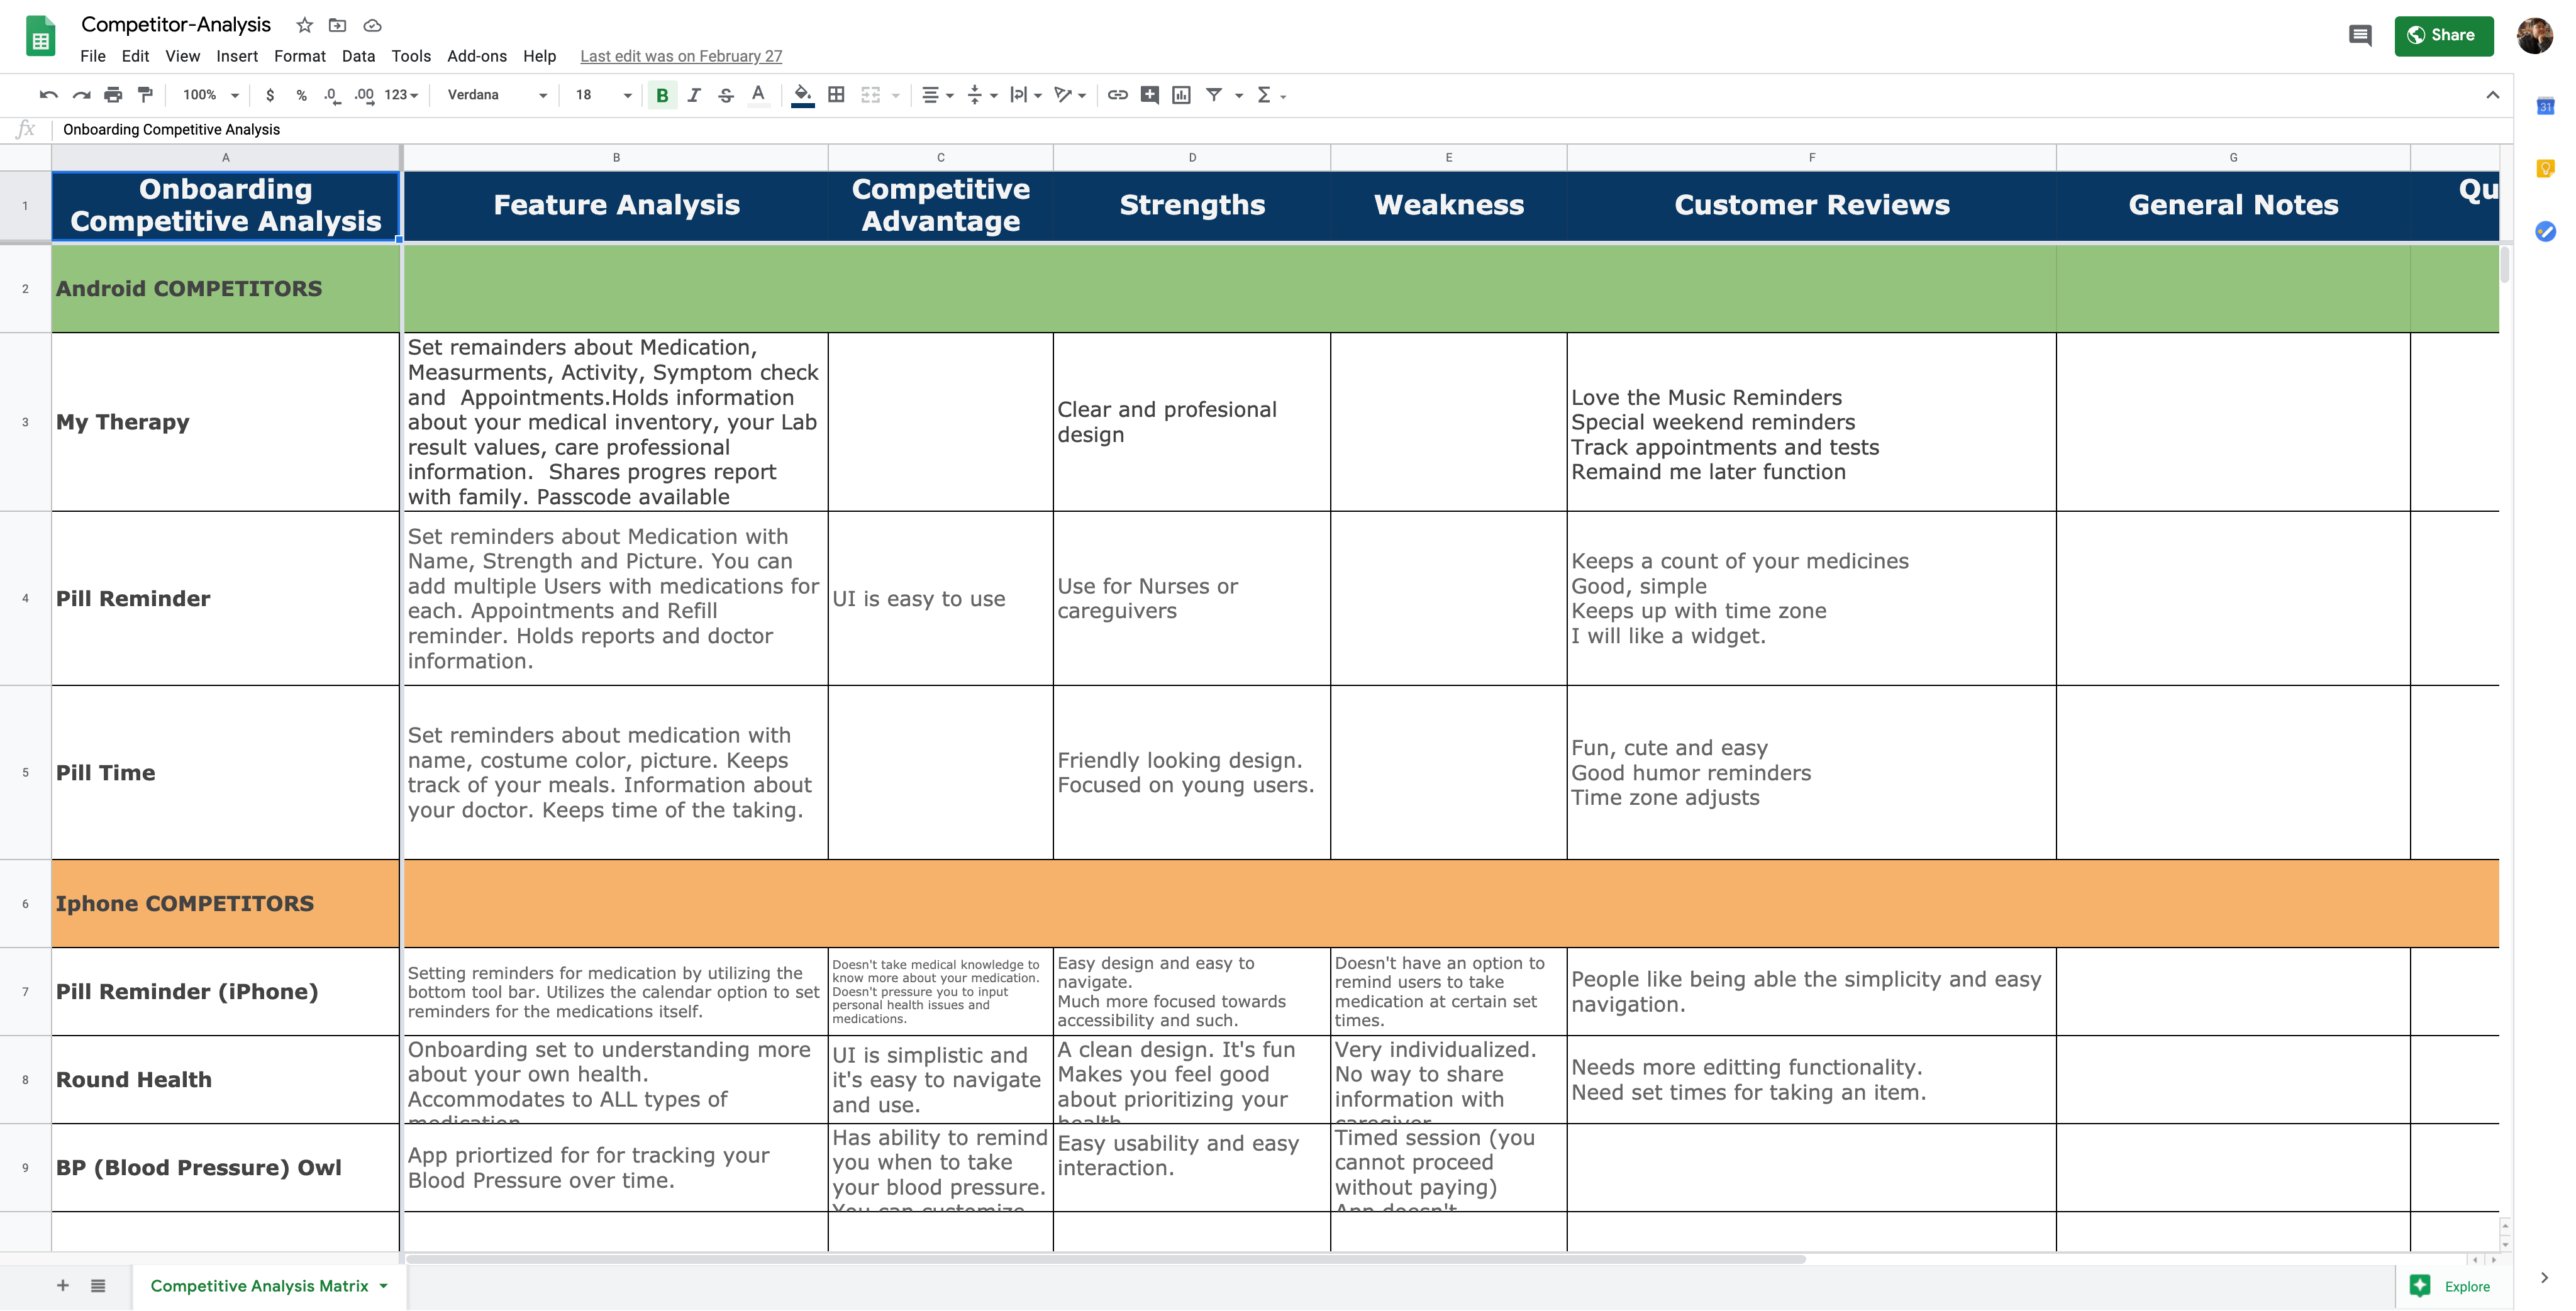 Competitor-Analysis
File Edit View Insert Format Data Tools Add-ons Help Last edit was on February 27
Share
100% $ % .0 .00 123 Verdana 18 B I S A
31
fx Onboarding Competitive Analysis
A B C D E F G
1
Onboarding
Competitive Analysis
Feature Analysis
Competitive
Advantage
Strengths
Weakness
Customer Reviews
General Notes
Qu
2
Android COMPETITORS
3
My Therapy
Set remainders about Medication,
Measurments, Activity, Symptom check
and  Appointments.Holds information
about your medical inventory, your Lab
result values, care professional
information.  Shares progres report
with family. Passcode available
Clear and profesional
design
Love the Music Reminders
Special weekend reminders
Track appointments and tests
Remaind me later function
4
Pill Reminder
Set reminders about Medication with
Name, Strength and Picture. You can
add multiple Users with medications for
each. Appointments and Refill
reminder. Holds reports and doctor
information.
UI is easy to use
Use for Nurses or
careguivers
Keeps a count of your medicines
Good, simple
Keeps up with time zone
I will like a widget.
5
Pill Time
Set reminders about medication with
name, costume color, picture. Keeps
track of your meals. Information about
your doctor. Keeps time of the taking.
Friendly looking design.
Focused on young users.
Fun, cute and easy
Good humor reminders
Time zone adjusts
6
Iphone COMPETITORS
7
Pill Reminder (iPhone)
Setting reminders for medication by utilizing the
bottom tool bar. Utilizes the calendar option to set
reminders for the medications itself.
Doesn't take medical knowledge to
know more about your medication.
Doesn't pressure you to input
personal health issues and
medications.
Easy design and easy to
navigate.
Much more focused towards
accessibility and such.
Doesn't have an option to
remind users to take
medication at certain set
times.
People like being able the simplicity and easy
navigation.
8
Round Health
Onboarding set to understanding more
about your own health.
Accommodates to ALL types of
medication
UI is simplistic and
it's easy to navigate
and use.
A clean design. It's fun
Makes you feel good
about prioritizing your
health
Very individualized.
No way to share
information with
caregiver
Needs more editting functionality.
Need set times for taking an item.
9
BP (Blood Pressure) Owl
App priortized for for tracking your
Blood Pressure over time.
Has ability to remind
you when to take
your blood pressure.
You can customize
Easy usability and easy
interaction.
Timed session (you
cannot proceed
without paying)
App doesn't
Competitive Analysis Matrix
Explore